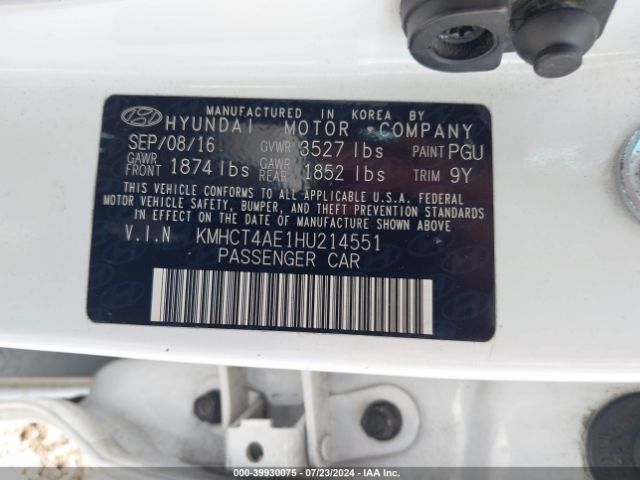 MANUFACTURED IN KOREA BY
HYUNDAI MOTOR COMPANY
SEP/08/16 GVWR 3527 lbs PAINT PGU
GAWR FRONT 1874 lbs GAWR REAR 1852 lbs TRIM 9Y
THIS VEHICLE CONFORMS TO ALL APPLICABLE U.S.A. FEDERAL
MOTOR VEHICLE SAFETY, BUMPER, AND THEFT PREVENTION STANDARDS
IN EFFECT ON THE DATE OF MANUFACTURE SHOWN ABOVE
V.I.N KMHCT4AE1HU214551
PASSENGER CAR
000-39930075 - 07/23/2024 - IAA Inc.